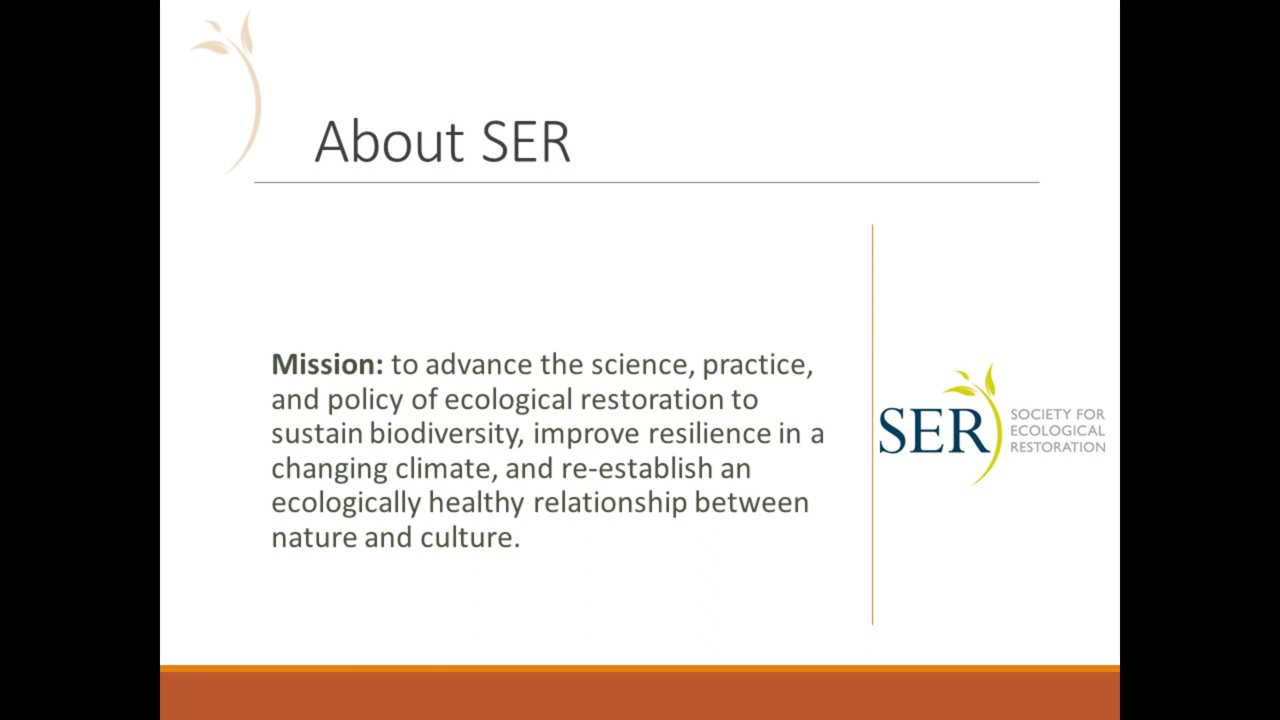 About SER
Mission: to advance the science, practice,
and policy of ecological restoration to
sustain biodiversity, improve resilience in a
changing climate, and re-establish an
ecologically healthy relationship between
nature and culture.
SER
SOCIETY FOR
ECOLOGICAL
RESTORATION